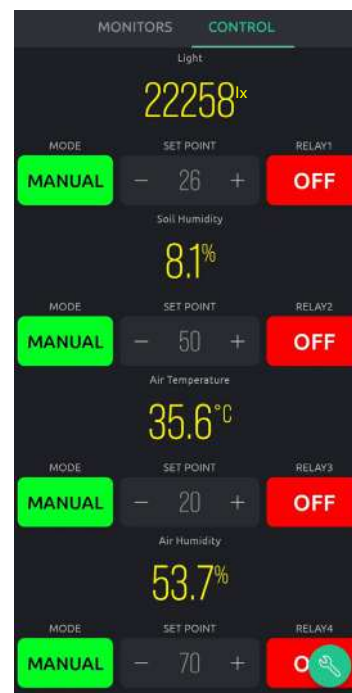 MONITORS CONTROL
Light
22258lx
MODE SET POINT RELAY1
MANUAL − 26 + OFF
Soil Humidity
8.1%
MODE SET POINT RELAY2
MANUAL − 50 + OFF
Air Temperature
35.6°C
MODE SET POINT RELAY3
MANUAL − 20 + OFF
Air Humidity
53.7%
MODE SET POINT RELAY4
MANUAL − 70 + O